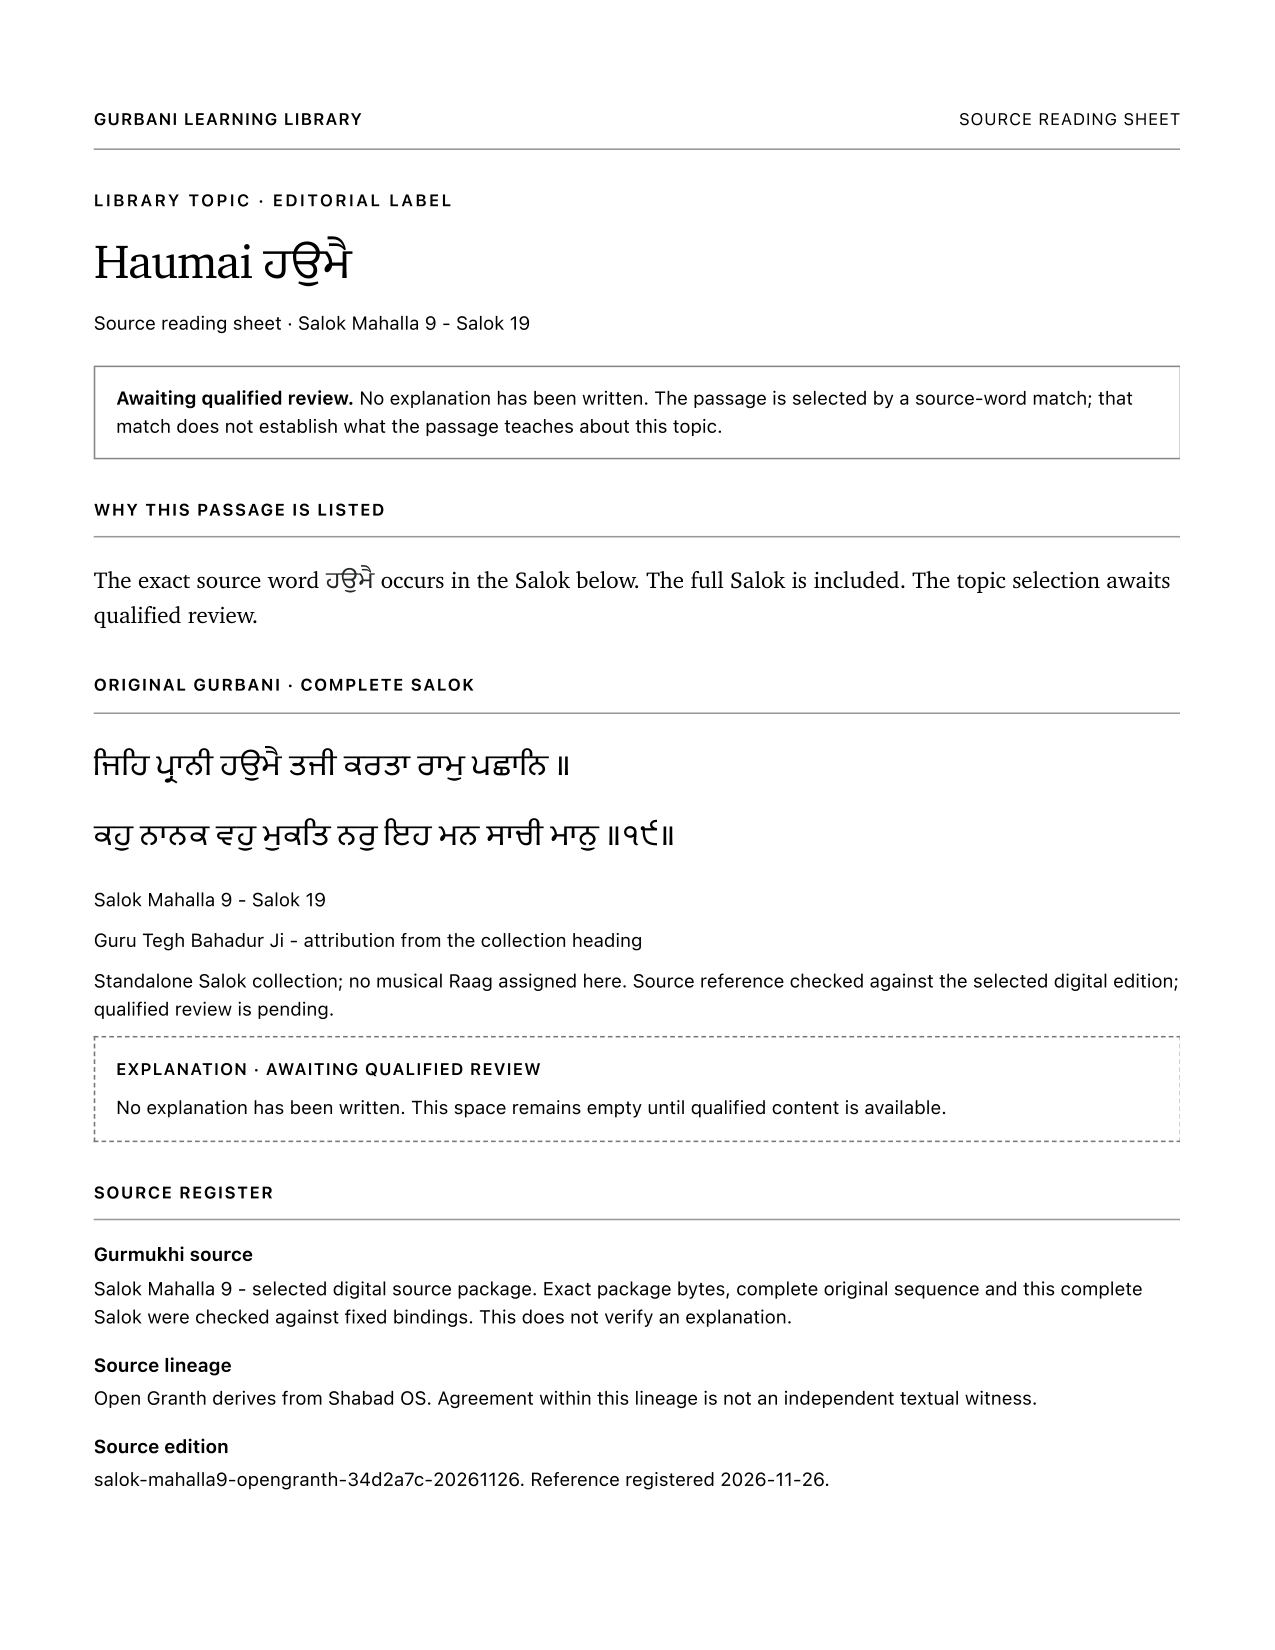 GURBANI LEARNING LIBRARY
SOURCE READING SHEET
LIBRARY TOPIC · EDITORIAL LABEL
Haumai ਹਉਮੈ
Source reading sheet · Salok Mahalla 9 - Salok 19
Awaiting qualified review. No explanation has been written. The passage is selected by a source-word match; that
match does not establish what the passage teaches about this topic.
WHY THIS PASSAGE IS LISTED
The exact source word ਹਉਮੈ occurs in the Salok below. The full Salok is included. The topic selection awaits
qualified review.
ORIGINAL GURBANI · COMPLETE SALOK
ਜਿਹਿ ਪ੍ਰਾਨੀ ਹਉਮੈ ਤਜੀ ਕਰਤਾ ਰਾਮੁ ਪਛਾਨਿ ॥
ਕਹੁ ਨਾਨਕ ਵਹੁ ਮੁਕਤਿ ਨਰੁ ਇਹ ਮਨ ਸਾਚੀ ਮਾਨੁ ॥੧੯॥
Salok Mahalla 9 - Salok 19
Guru Tegh Bahadur Ji - attribution from the collection heading
Standalone Salok collection; no musical Raag assigned here. Source reference checked against the selected digital edition;
qualified review is pending.
EXPLANATION · AWAITING QUALIFIED REVIEW
No explanation has been written. This space remains empty until qualified content is available.
SOURCE REGISTER
Gurmukhi source
Salok Mahalla 9 - selected digital source package. Exact package bytes, complete original sequence and this complete
Salok were checked against fixed bindings. This does not verify an explanation.
Source lineage
Open Granth derives from Shabad OS. Agreement within this lineage is not an independent textual witness.
Source edition
salok-mahalla9-opengranth-34d2a7c-20261126. Reference registered 2026-11-26.